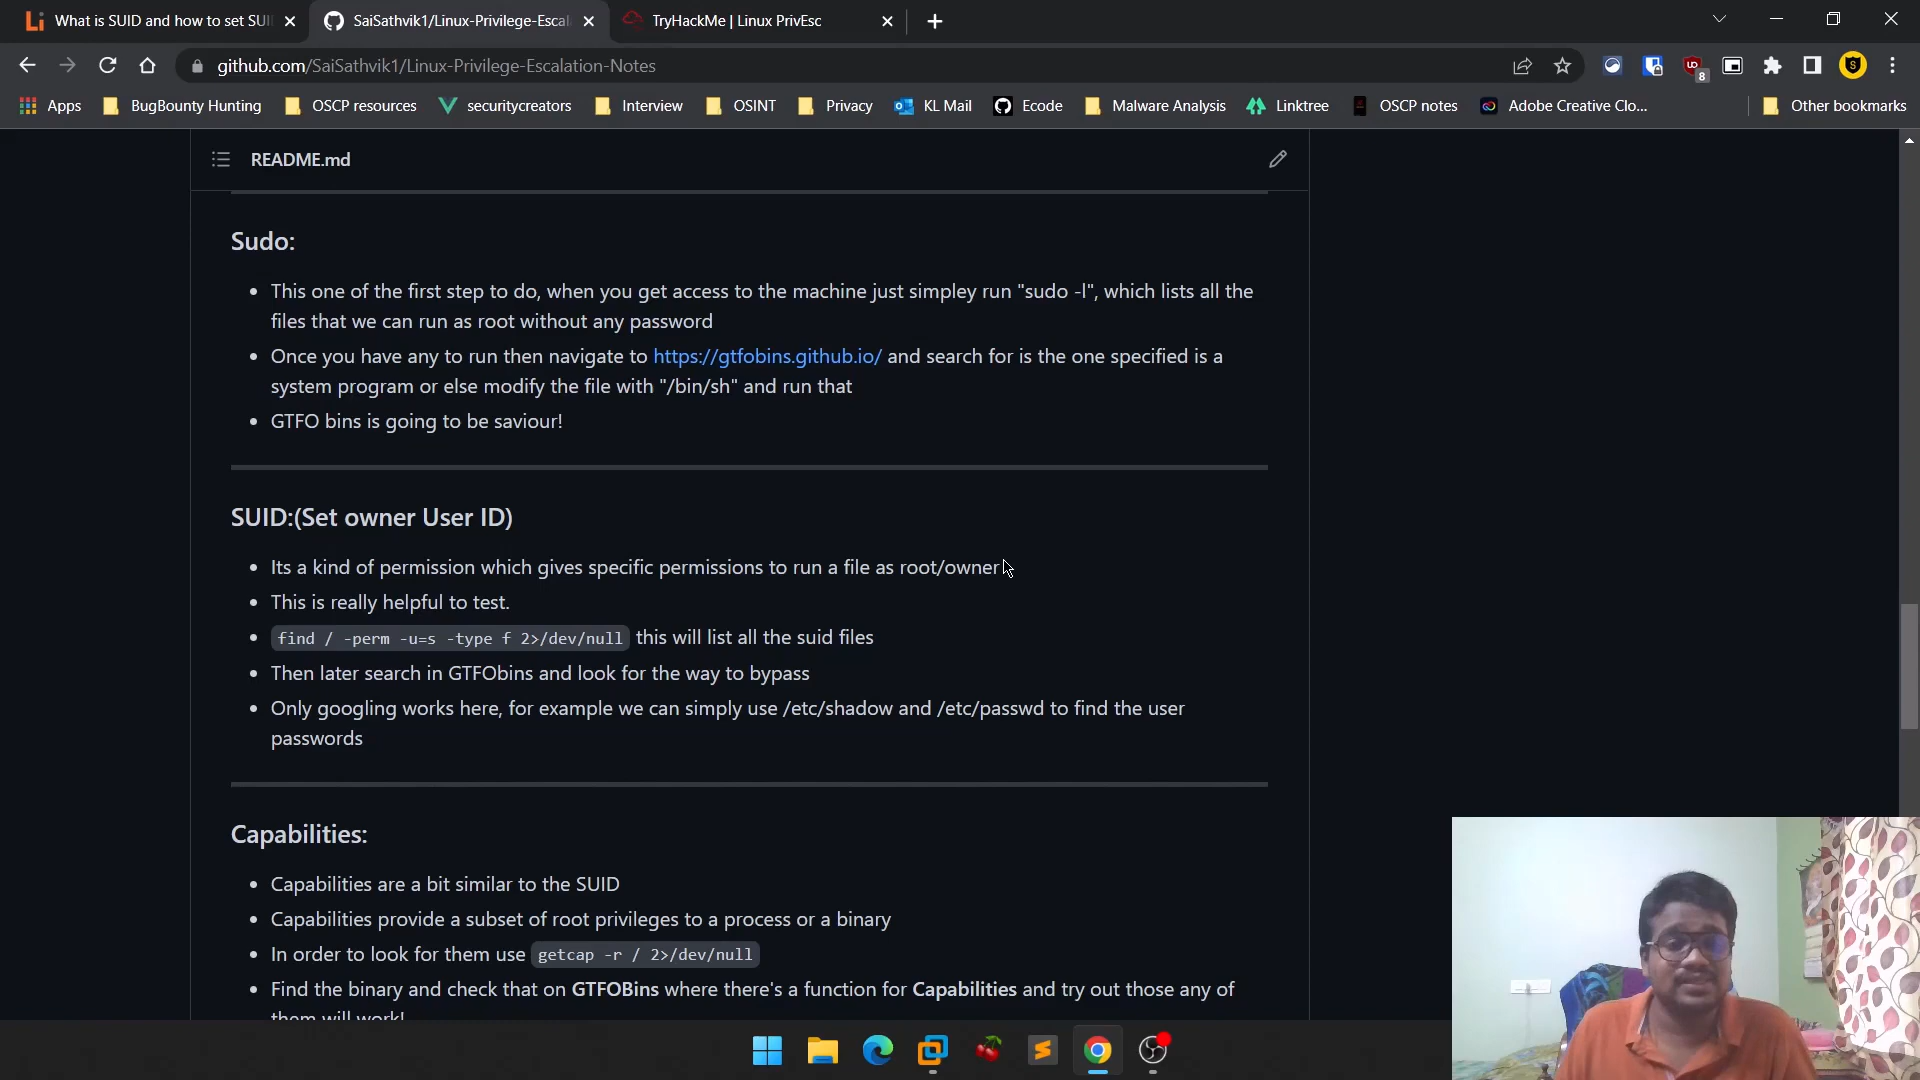 What is SUID and how to set SUI
SaiSathvik1/Linux-Privilege-Escal
TryHackMe | Linux PrivEsc
github.com/SaiSathvik1/Linux-Privilege-Escalation-Notes
8
Apps
BugBounty Hunting
OSCP resources
securitycreators
Interview
OSINT
Privacy
KL Mail
Ecode
Malware Analysis
Linktree
OSCP notes
Adobe Creative Clo...
Other bookmarks
README.md
Sudo:
This one of the first step to do, when you get access to the machine just simpley run "sudo -l", which lists all the
files that we can run as root without any password
Once you have any to run then navigate to https://gtfobins.github.io/ and search for is the one specified is a
system program or else modify the file with "/bin/sh" and run that
GTFO bins is going to be saviour!
SUID:(Set owner User ID)
Its a kind of permission which gives specific permissions to run a file as root/owner
This is really helpful to test.
find / -perm -u=s -type f 2>/dev/null this will list all the suid files
Then later search in GTFObins and look for the way to bypass
Only googling works here, for example we can simply use /etc/shadow and /etc/passwd to find the user
passwords
Capabilities:
Capabilities are a bit similar to the SUID
Capabilities provide a subset of root privileges to a process or a binary
In order to look for them use getcap -r / 2>/dev/null
Find the binary and check that on GTFOBins where there's a function for Capabilities and try out those any of
them will work!